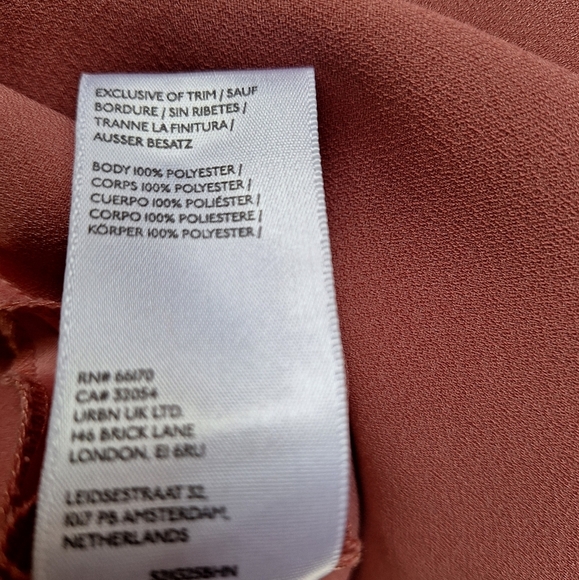 EXCLUSIVE OF TRIM / SAUF
BORDURE / SIN RIBETES /
TRANNE LA FINITURA /
AUSSER BESATZ
BODY 100% POLYESTER /
CORPS 100% POLYESTER /
CUERPO 100% POLIÉSTER /
CORPO 100% POLIESTERE /
KÖRPER 100% POLYESTER /
RN# 66170
CA# 32054
URBN UK LTD.
146 BRICK LANE
LONDON, E1 6RU
LEIDSESTRAAT 32,
1017 PB AMSTERDAM,
NETHERLANDS